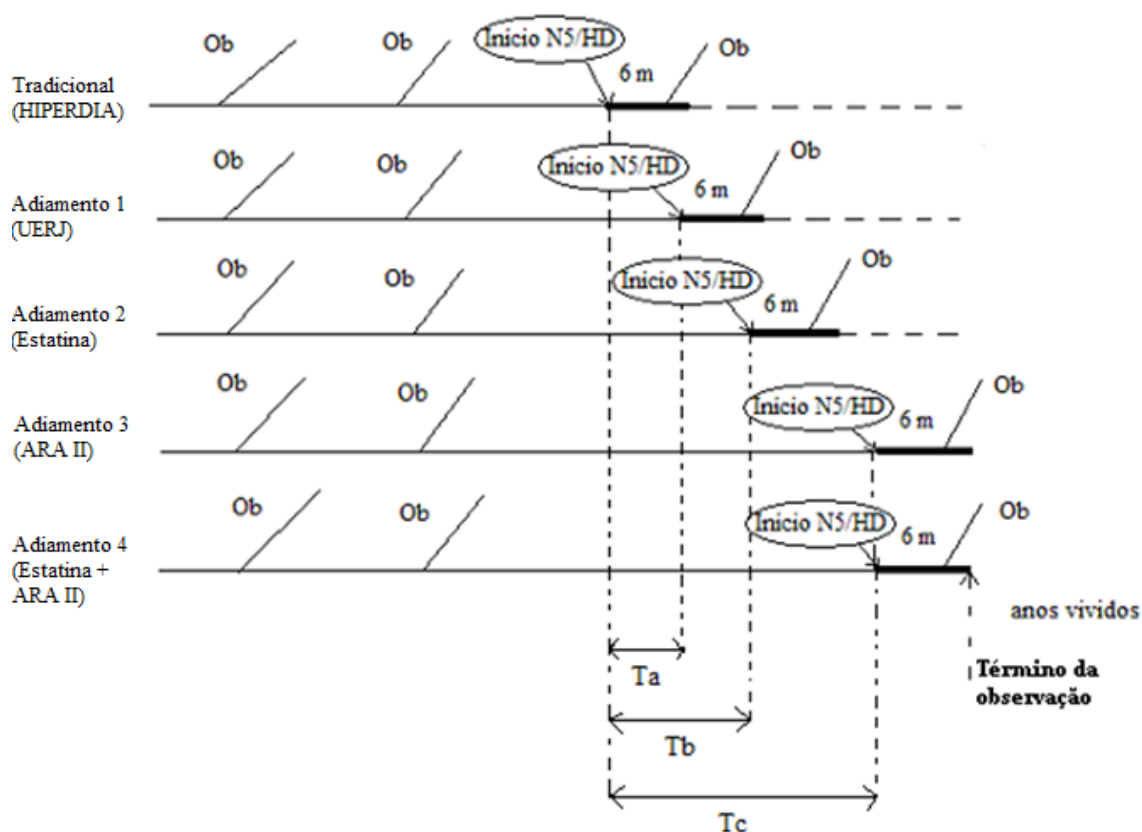 Ob Ob Início N5/HD Ob
6 m
Tradicional
(HIPERDIA)
Ob Ob Início N5/HD Ob
6 m
Adiamento 1
(UERJ)
Ob Ob Início N5/HD Ob
6 m
Adiamento 2
(Estatina)
Ob Ob Início N5/HD Ob
6 m
Adiamento 3
(ARA II)
Ob Ob Início N5/HD Ob
6 m
Adiamento 4
(Estatina +
ARA II)
anos vividos
Término da
observação
Ta
Tb
Tc